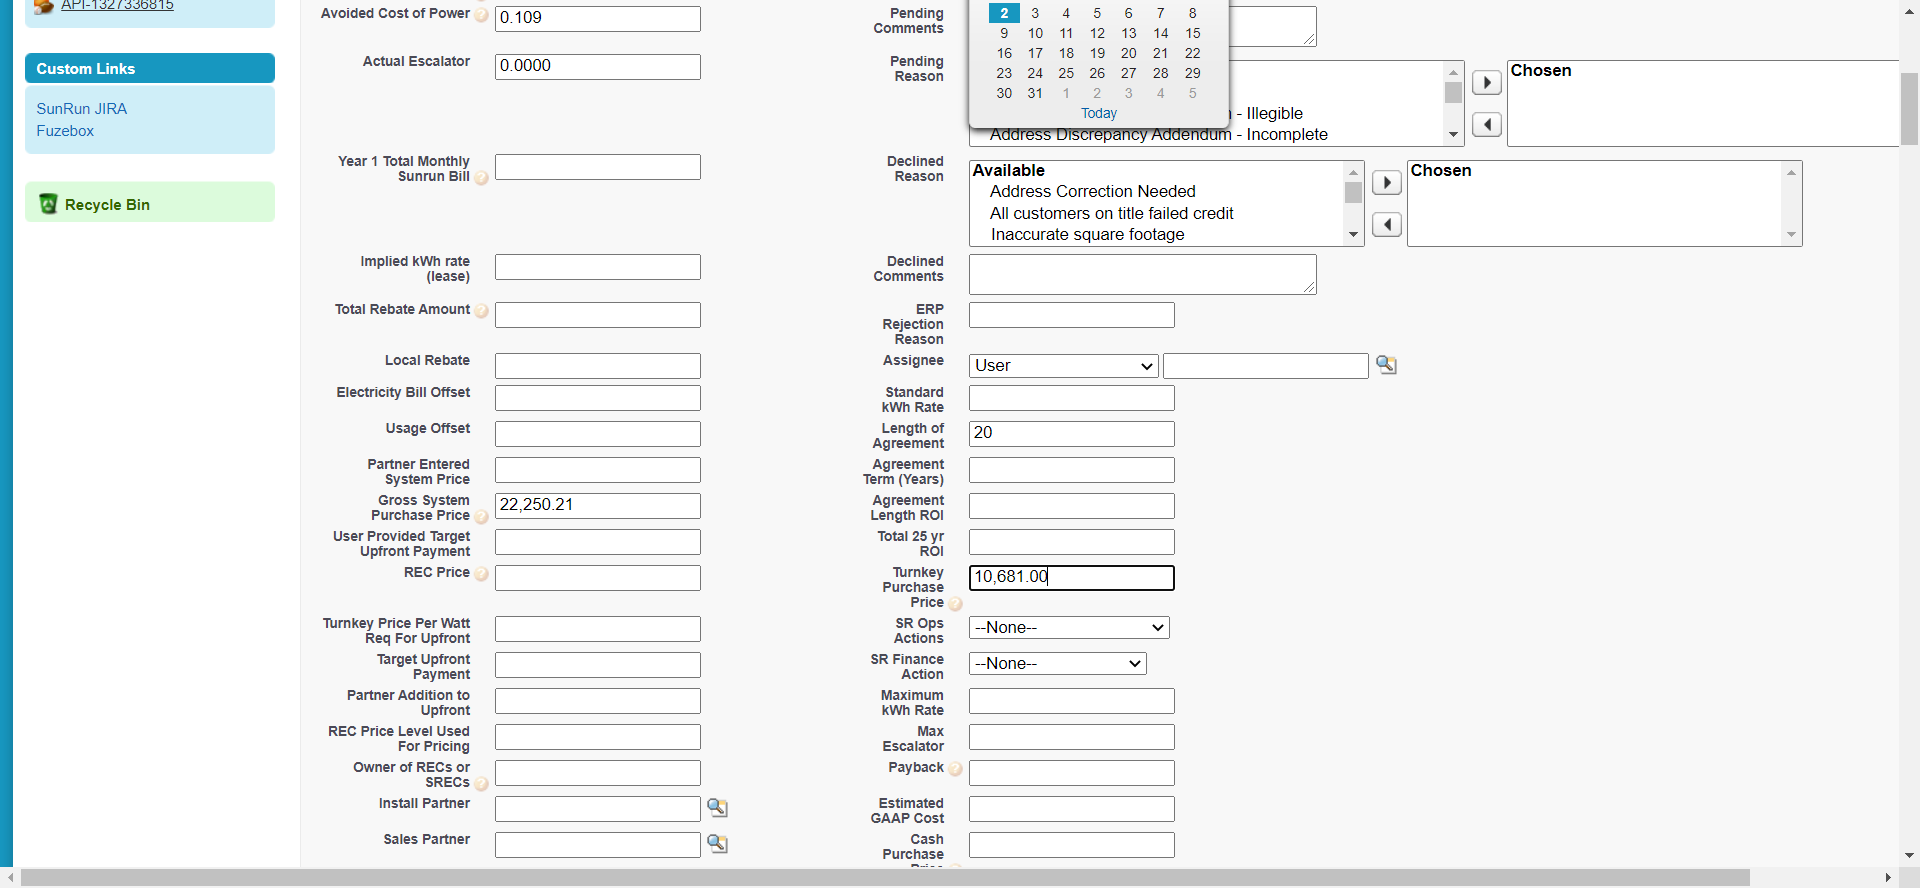 API-1327336815
Custom Links
SunRun JIRA
Fuzebox
Recycle Bin
Avoided Cost of Power
0.109
Actual Escalator
0.0000
Year 1 Total Monthly
Sunrun Bill
Implied kWh rate
(lease)
Total Rebate Amount
Local Rebate
Electricity Bill Offset
Usage Offset
Partner Entered
System Price
Gross System
Purchase Price
22,250.21
User Provided Target
Upfront Payment
REC Price
Turnkey Price Per Watt
Req For Upfront
Target Upfront
Payment
Partner Addition to
Upfront
REC Price Level Used
For Pricing
Owner of RECs or
SRECs
Install Partner
Sales Partner
Pending
Comments
2 3 4 5 6 7 8
9 10 11 12 13 14 15
16 17 18 19 20 21 22
23 24 25 26 27 28 29
30 31 1 2 3 4 5
Today
Pending
Reason
- Illegible
Address Discrepancy Addendum - Incomplete
Chosen
Declined
Reason
Available
Address Correction Needed
All customers on title failed credit
Inaccurate square footage
Chosen
Declined
Comments
ERP
Rejection
Reason
Assignee
User
Standard
kWh Rate
Length of
Agreement
20
Agreement
Term (Years)
Agreement
Length ROI
Total 25 yr
ROI
Turnkey
Purchase
Price
10,681.00
SR Ops
Actions
--None--
SR Finance
Action
--None--
Maximum
kWh Rate
Max
Escalator
Payback
Estimated
GAAP Cost
Cash
Purchase